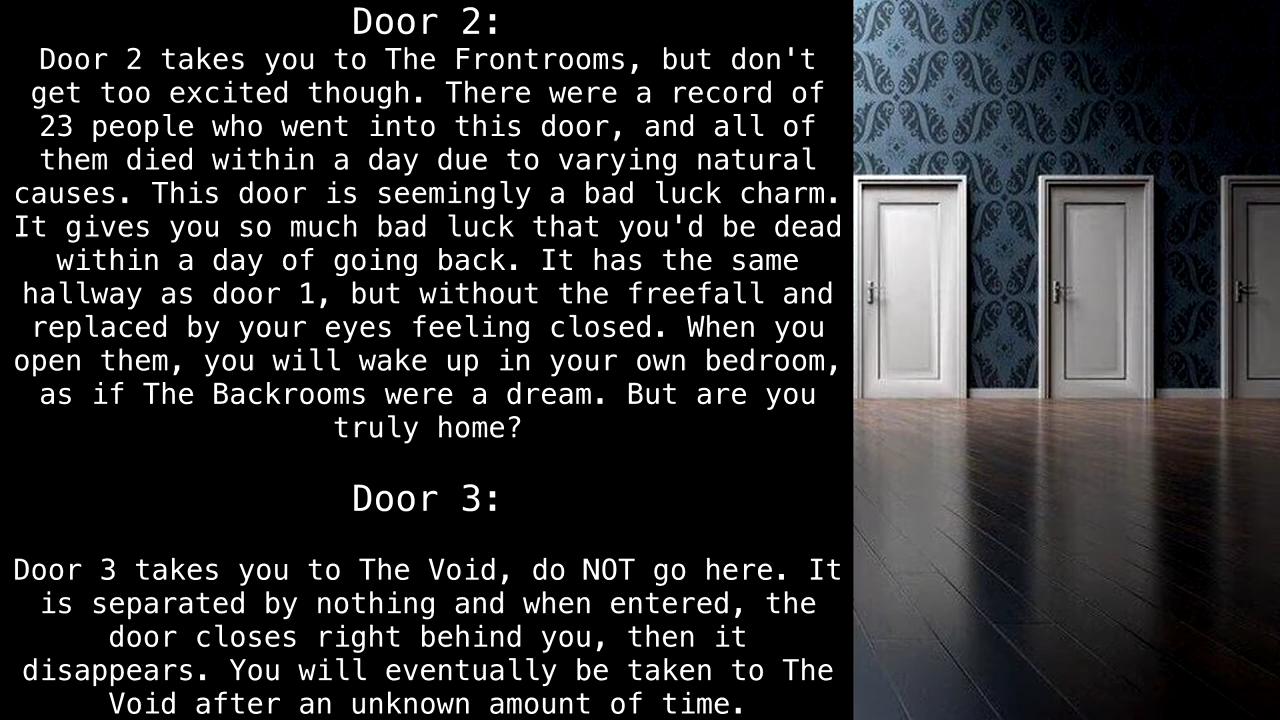 Door 2:
Door 2 takes you to The Frontrooms, but don't
get too excited though. There were a record of
23 people who went into this door, and all of
them died within a day due to varying natural
causes. This door is seemingly a bad luck charm.
It gives you so much bad luck that you'd be dead
within a day of going back. It has the same
hallway as door 1, but without the freefall and
replaced by your eyes feeling closed. When you
open them, you will wake up in your own bedroom,
as if The Backrooms were a dream. But are you
truly home?
Door 3:
Door 3 takes you to The Void, do NOT go here. It
is separated by nothing and when entered, the
door closes right behind you, then it
disappears. You will eventually be taken to The
Void after an unknown amount of time.